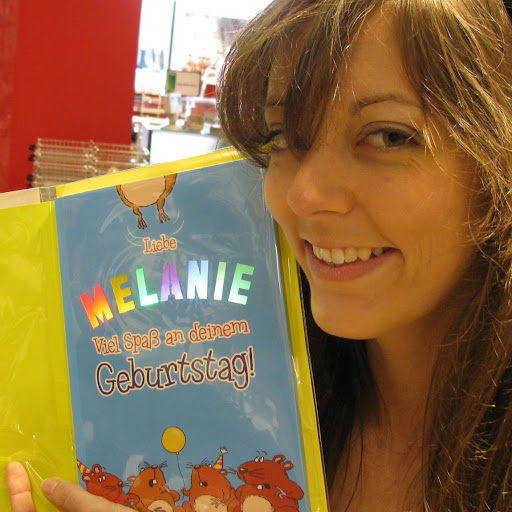 Liebe
MELANIE
Viel Spaß an deinem
Geburtstag!